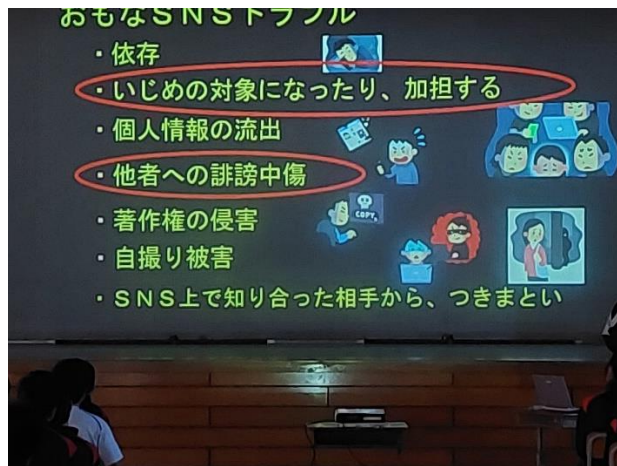 おもなSNSトラブル
・依存
・いじめの対象になったり、加担する
・個人情報の流出
・他者への誹謗中傷
COPY
・著作権の侵害
・自撮り被害
・SNS上で知り合った相手から、つきまとい